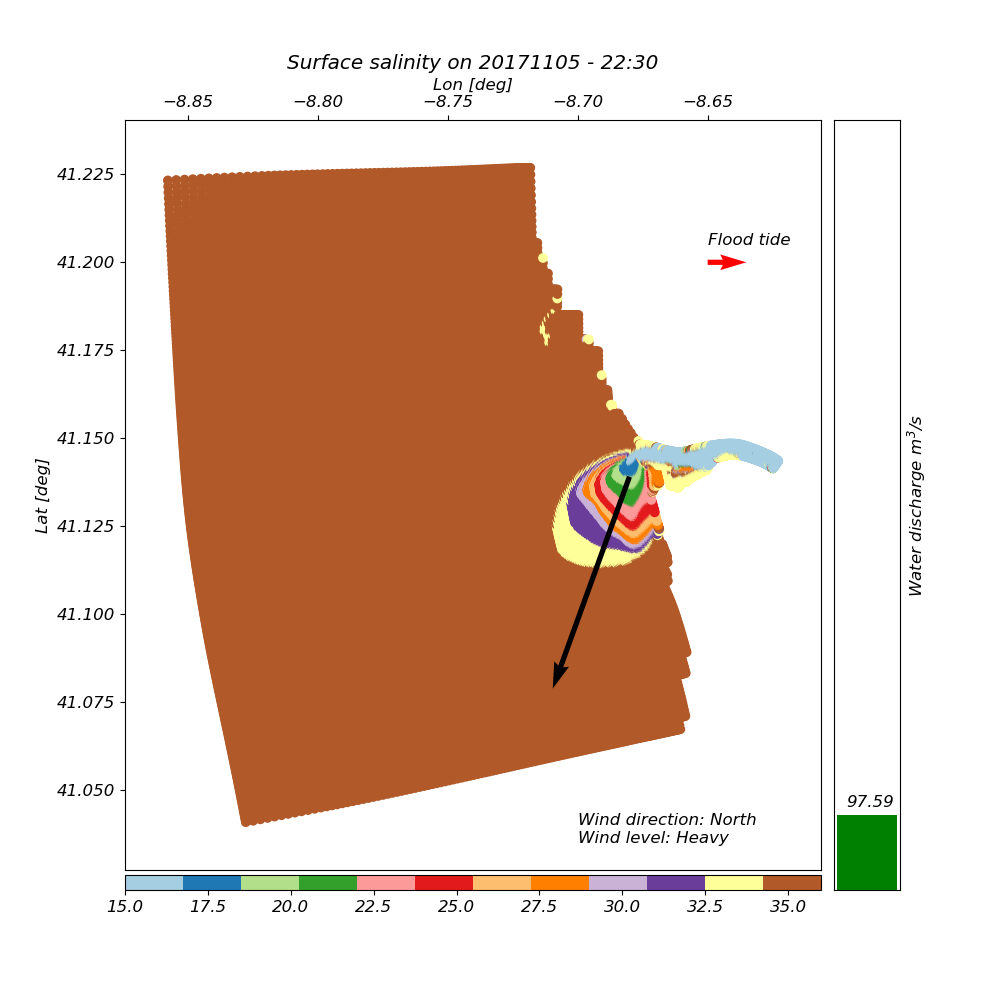 Surface salinity on 20171105 - 22:30
Lon [deg]
−8.85 −8.80 −8.75 −8.70 −8.65
41.225
41.200
41.175
41.150
41.125
41.100
41.075
41.050
Lat [deg]
Flood tide
Wind direction: North
Wind level: Heavy
15.0 17.5 20.0 22.5 25.0 27.5 30.0 32.5 35.0
97.59
Water discharge m³/s